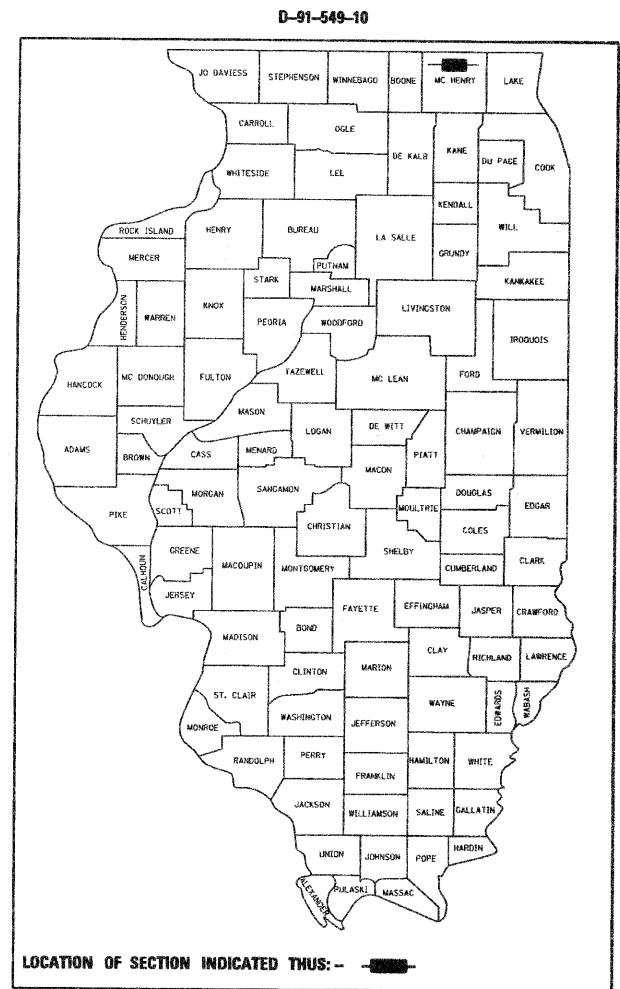 D-91-549-10
JO DAVIESS
STEPHENSON
WINNEBAGO
BOONE
MC HENRY
LAKE
CARROLL
OGLE
DE KALB
KANE
DU PAGE
COOK
WHITESIDE
LEE
KENDALL
WILL
ROCK ISLAND
HENRY
BUREAU
LA SALLE
GRUNDY
MERCER
PUTNAM
KANKAKEE
HENDERSON
WARREN
KNOX
STARK
MARSHALL
LIVINGSTON
PEORIA
WOODFORD
IROQUOIS
HANCOCK
MC DONOUGH
FULTON
TAZEWELL
MC LEAN
FORD
MASON
SCHUYLER
LOGAN
DE WITT
CHAMPAIGN
VERMILION
ADAMS
BROWN
CASS
MENARD
PIATT
MACON
MORGAN
SANGAMON
DOUGLAS
PIKE
SCOTT
MOULTRIE
EDGAR
CHRISTIAN
COLES
CALHOUN
GREENE
MACOUPIN
MONTGOMERY
SHELBY
CUMBERLAND
CLARK
JERSEY
FAYETTE
EFFINGHAM
JASPER
CRAWFORD
MADISON
BOND
CLAY
RICHLAND
LAWRENCE
CLINTON
MARION
ST. CLAIR
WAYNE
EDWARDS
WABASH
WASHINGTON
JEFFERSON
MONROE
RANDOLPH
PERRY
HAMILTON
WHITE
FRANKLIN
JACKSON
WILLIAMSON
SALINE
GALLATIN
UNION
JOHNSON
POPE
HARDIN
ALEXANDER
PULASKI
MASSAC
LOCATION OF SECTION INDICATED THUS: -